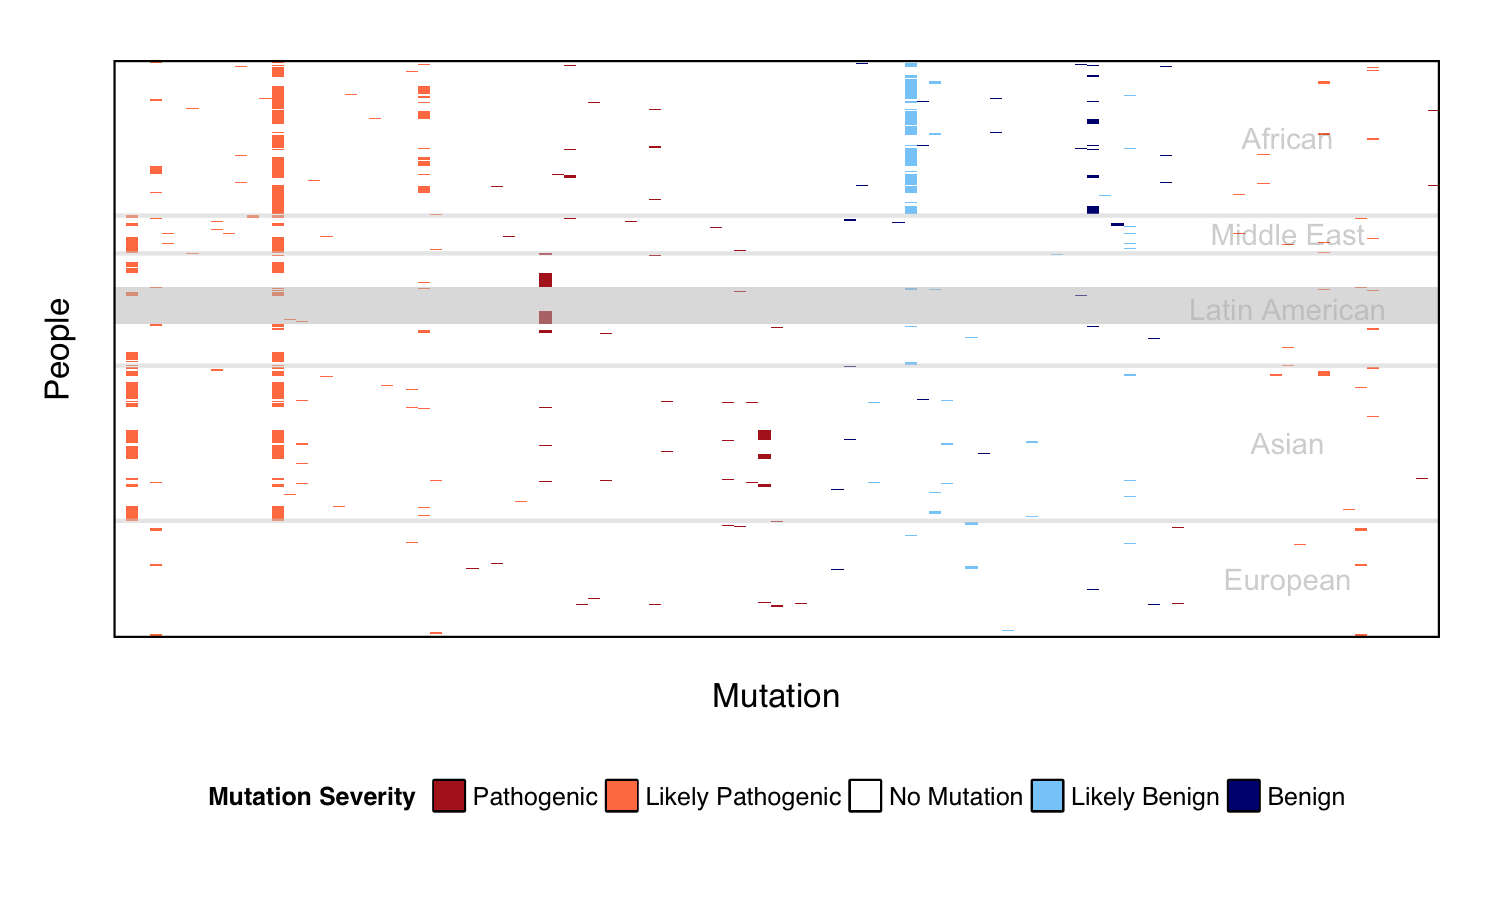 African
Middle East
Latin American
Asian
European
People
Mutation
Mutation Severity Pathogenic Likely Pathogenic No Mutation Likely Benign Benign